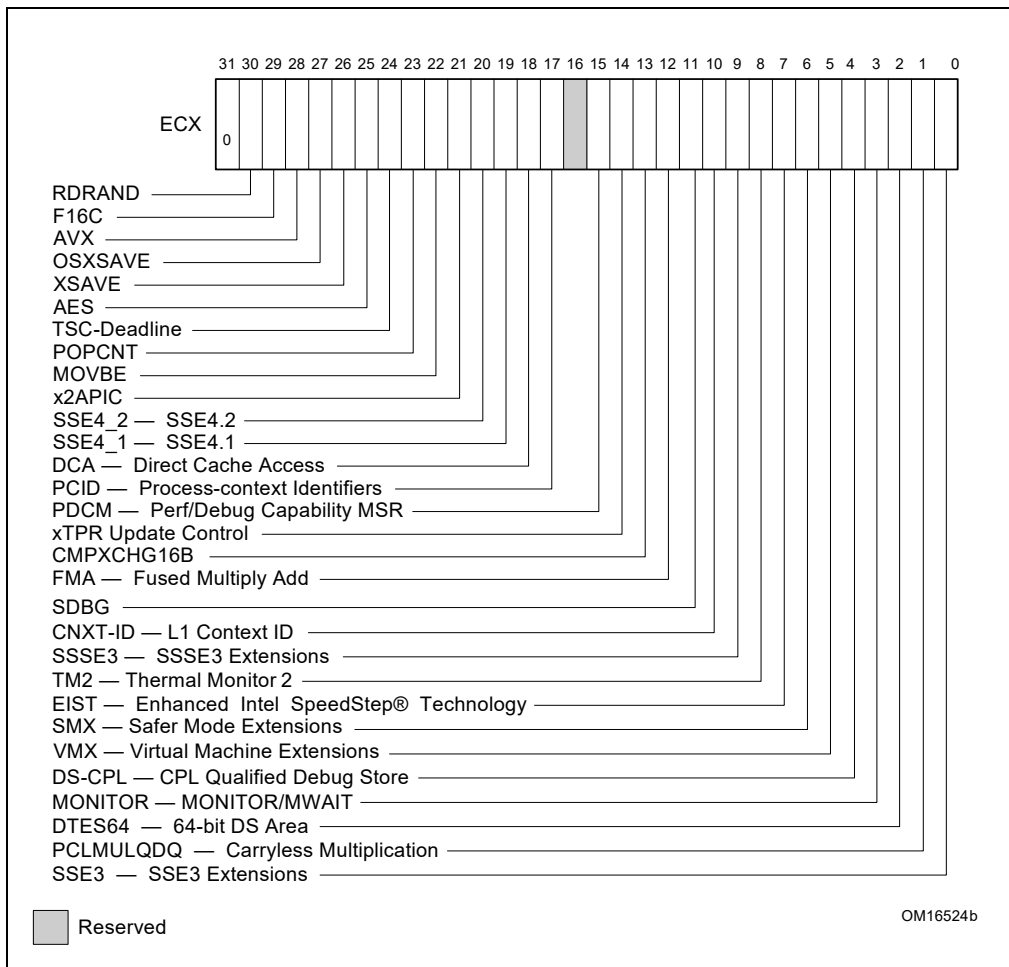 31 30 29 28 27 26 25 24 23 22 21 20 19 18 17 16 15 14 13 12 11 10 9 8 7 6 5 4 3 2 1 0
ECX
0
RDRAND
F16C
AVX
OSXSAVE
XSAVE
AES
TSC-Deadline
POPCNT
MOVBE
x2APIC
SSE4_2 — SSE4.2
SSE4_1 — SSE4.1
DCA — Direct Cache Access
PCID — Process-context Identifiers
PDCM — Perf/Debug Capability MSR
xTPR Update Control
CMPXCHG16B
FMA — Fused Multiply Add
SDBG
CNXT-ID — L1 Context ID
SSSE3 — SSSE3 Extensions
TM2 — Thermal Monitor 2
EIST — Enhanced Intel SpeedStep® Technology
SMX — Safer Mode Extensions
VMX — Virtual Machine Extensions
DS-CPL — CPL Qualified Debug Store
MONITOR — MONITOR/MWAIT
DTES64 — 64-bit DS Area
PCLMULQDQ — Carryless Multiplication
SSE3 — SSE3 Extensions
Reserved
OM16524b